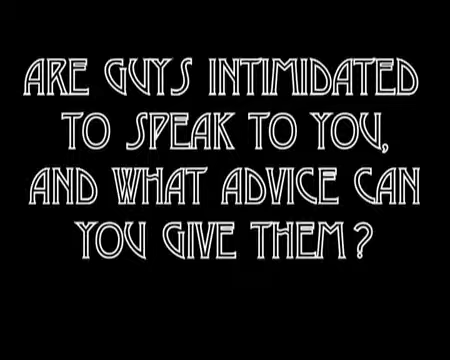 ARE GUYS INTIMIDATED
TO SPEAK TO YOU,
AND WHAT ADVICE CAN
YOU GIVE THEM?